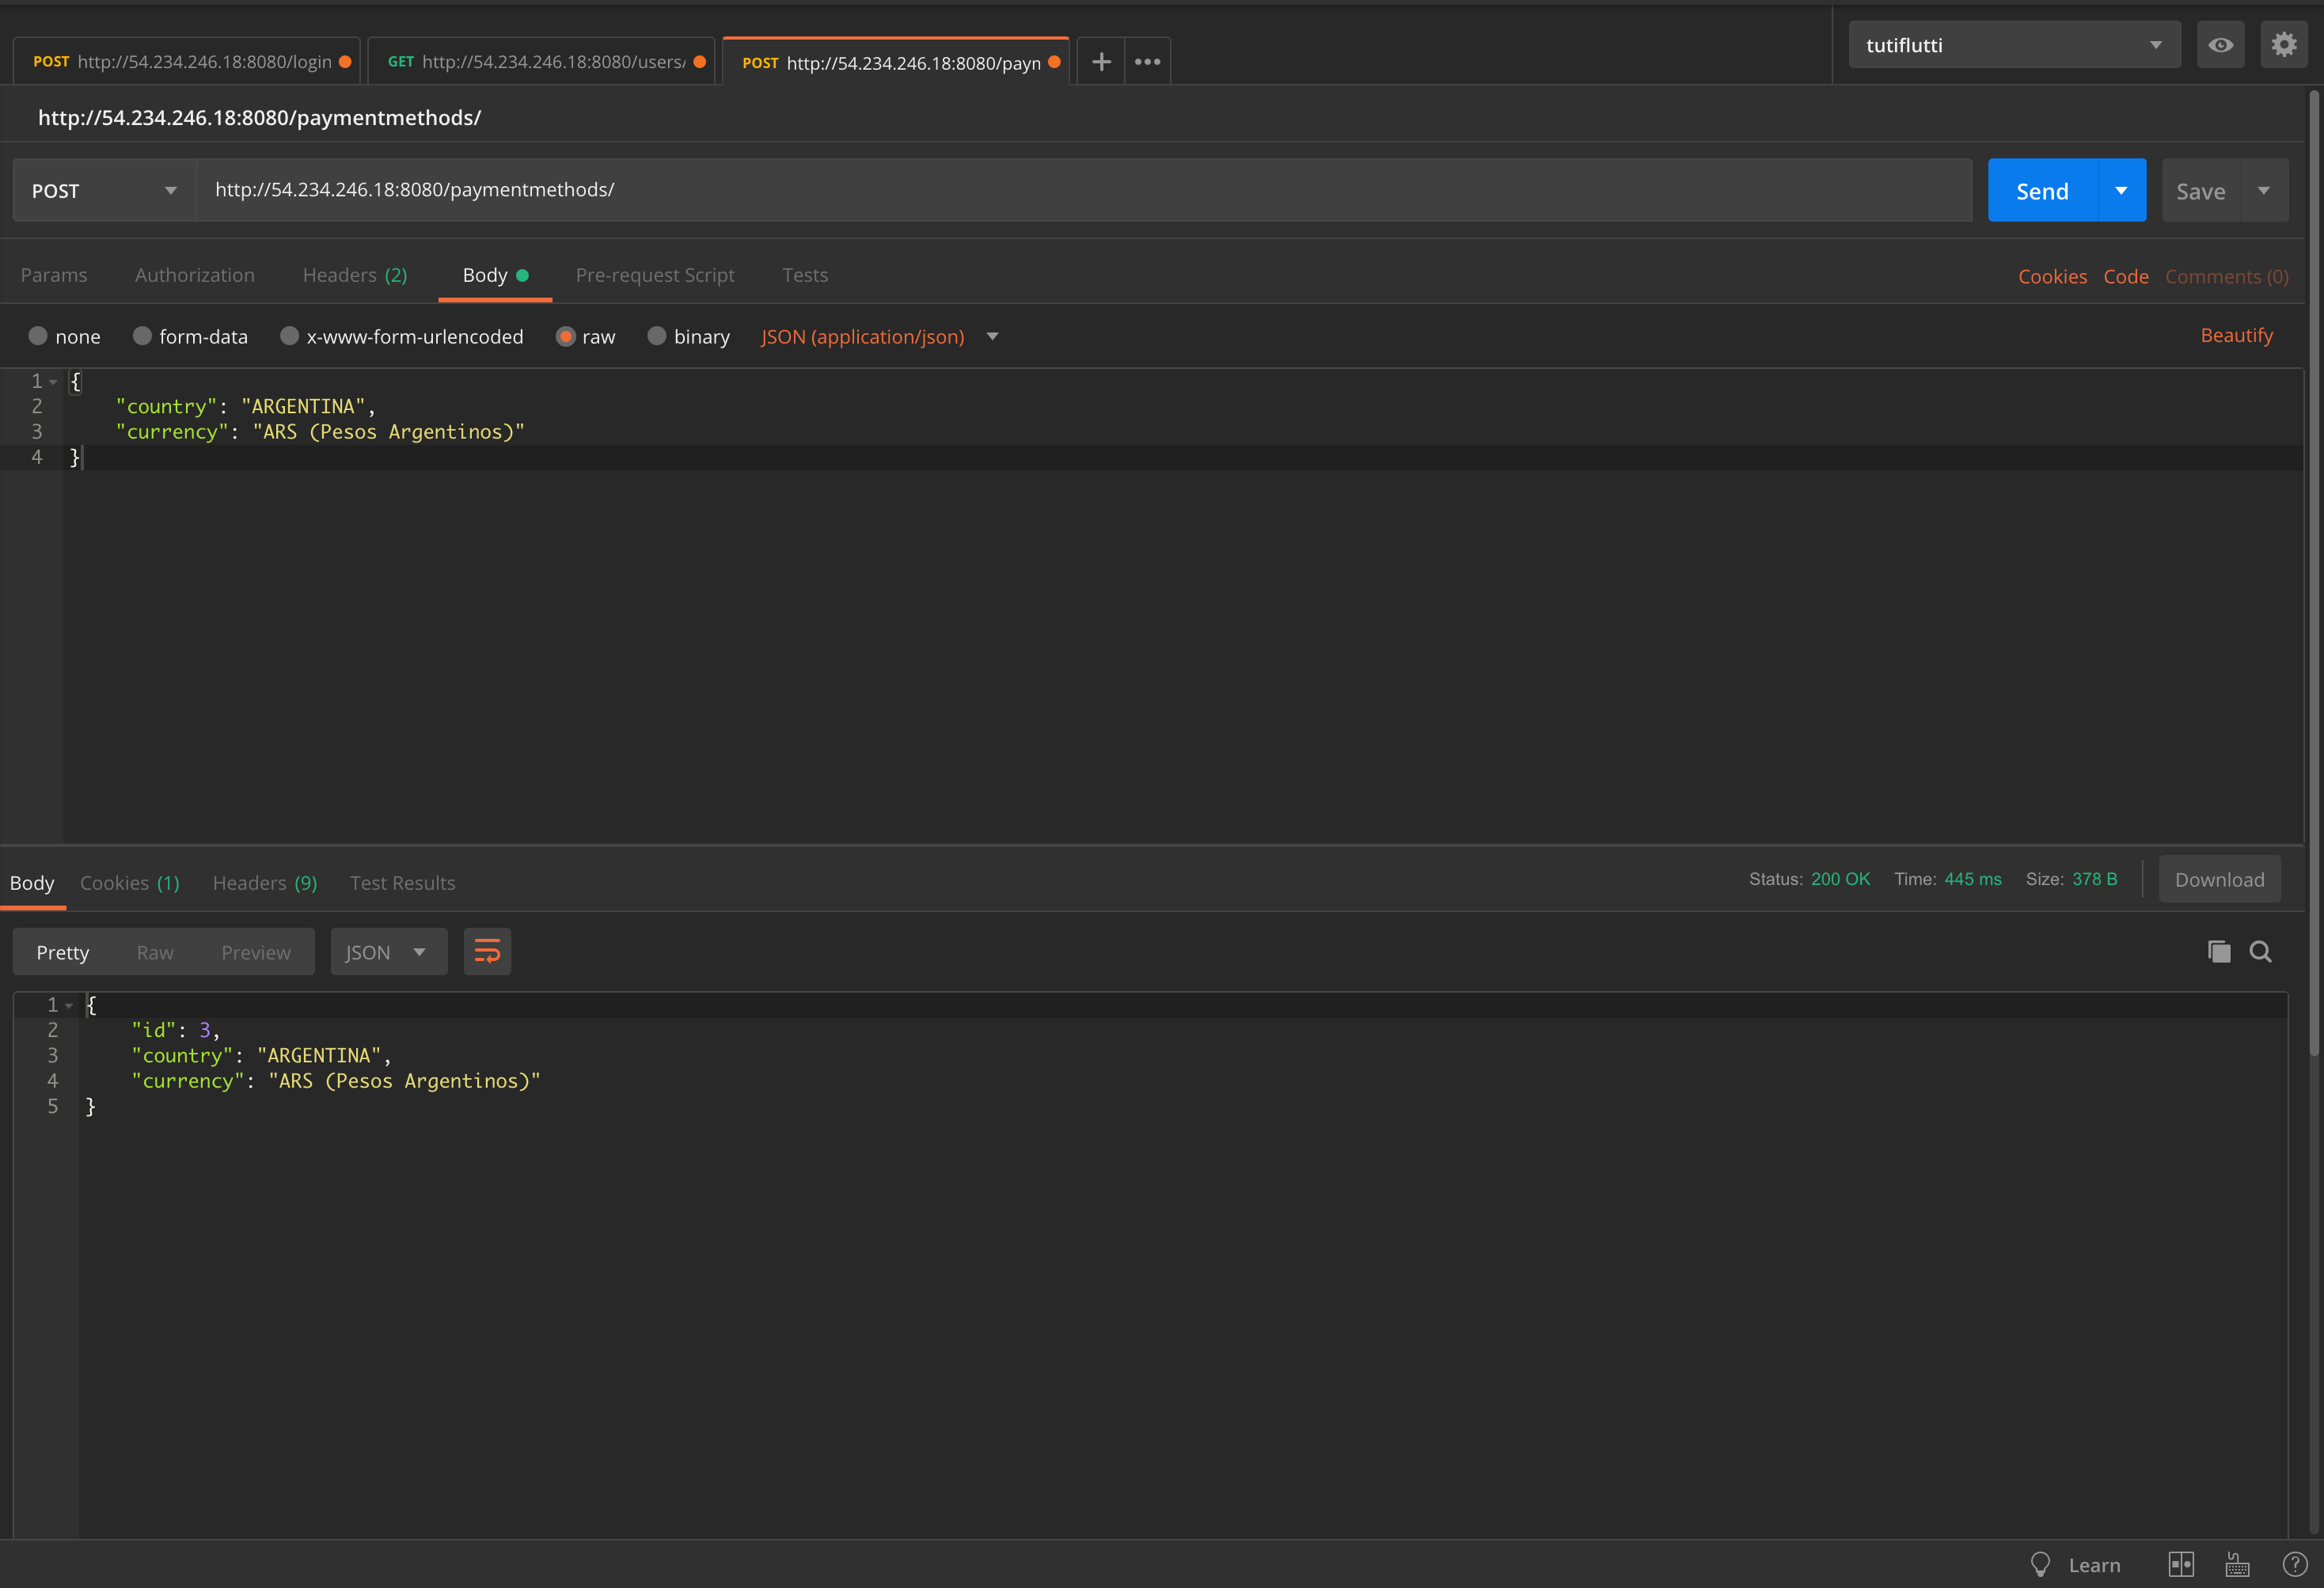 POST http://54.234.246.18:8080/login GET http://54.234.246.18:8080/users/ POST http://54.234.246.18:8080/payn + ••• tutiflutti
http://54.234.246.18:8080/paymentmethods/
POST http://54.234.246.18:8080/paymentmethods/ Send Save
Params Authorization Headers (2) Body Pre-request Script Tests Cookies Code Comments (0)
none form-data x-www-form-urlencoded raw binary JSON (application/json) Beautify
1 {
2 "country": "ARGENTINA",
3 "currency": "ARS (Pesos Argentinos)"
4 }
Body Cookies (1) Headers (9) Test Results Status: 200 OK Time: 445 ms Size: 378 B Download
Pretty Raw Preview JSON
1 {
2 "id": 3,
3 "country": "ARGENTINA",
4 "currency": "ARS (Pesos Argentinos)"
5 }
Learn ?